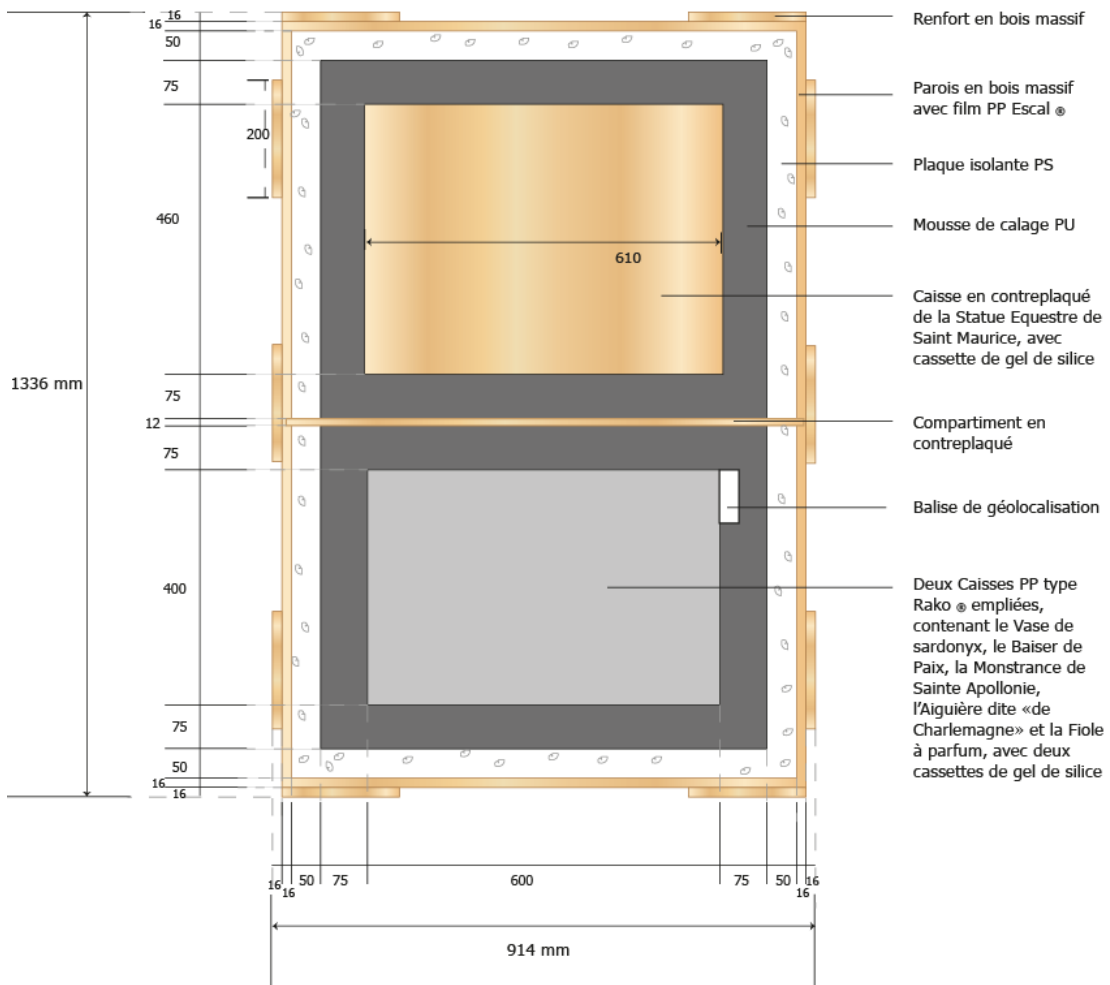 16
16
50
75
200
460
75
12
75
400
75
50
16
16
1336 mm
610
16
16
50
75
600
75
50
16
16
914 mm
Renfort en bois massif
Parois en bois massif
avec film PP Escal ®
Plaque isolante PS
Mousse de calage PU
Caisse en contreplaqué
de la Statue Equestre de
Saint Maurice, avec
cassette de gel de silice
Compartiment en
contreplaqué
Balise de géolocalisation
Deux Caisses PP type
Rako ® empliées,
contenant le Vase de
sardonyx, le Baiser de
Paix, la Monstrance de
Sainte Apollonie,
l'Aiguière dite «de
Charlemagne» et la Fiole
à parfum, avec deux
cassettes de gel de silice